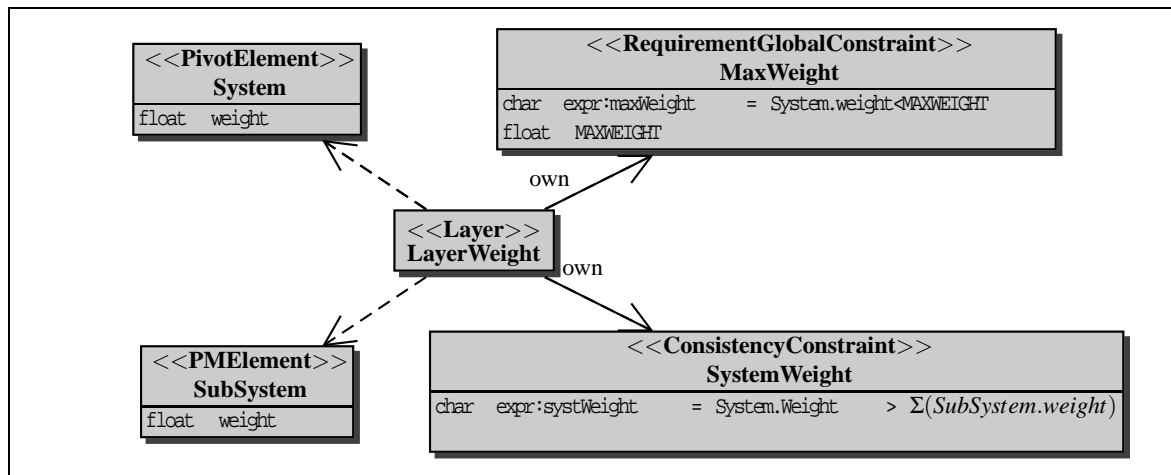 <<PivotElement>>
System
float weight
<<RequirementGlobalConstraint>>
MaxWeight
char expr:maxWeight = System.weight<MAXWEIGHT
float MAXWEIGHT
own
<<Layer>>
LayerWeight
own
<<PMElement>>
SubSystem
float weight
<<ConsistencyConstraint>>
SystemWeight
char expr:systWeight = System.Weight > Σ(SubSystem.weight)